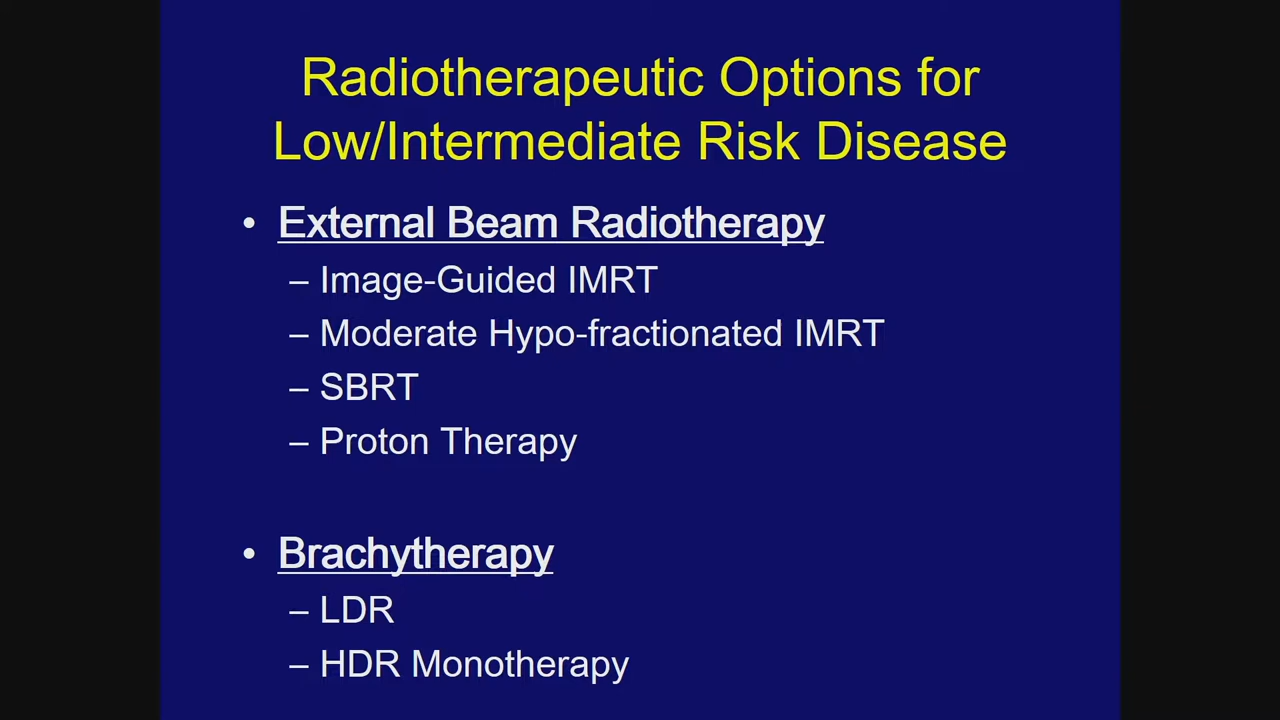 Radiotherapeutic Options for
Low/Intermediate Risk Disease
• External Beam Radiotherapy
– Image-Guided IMRT
– Moderate Hypo-fractionated IMRT
– SBRT
– Proton Therapy
• Brachytherapy
– LDR
– HDR Monotherapy